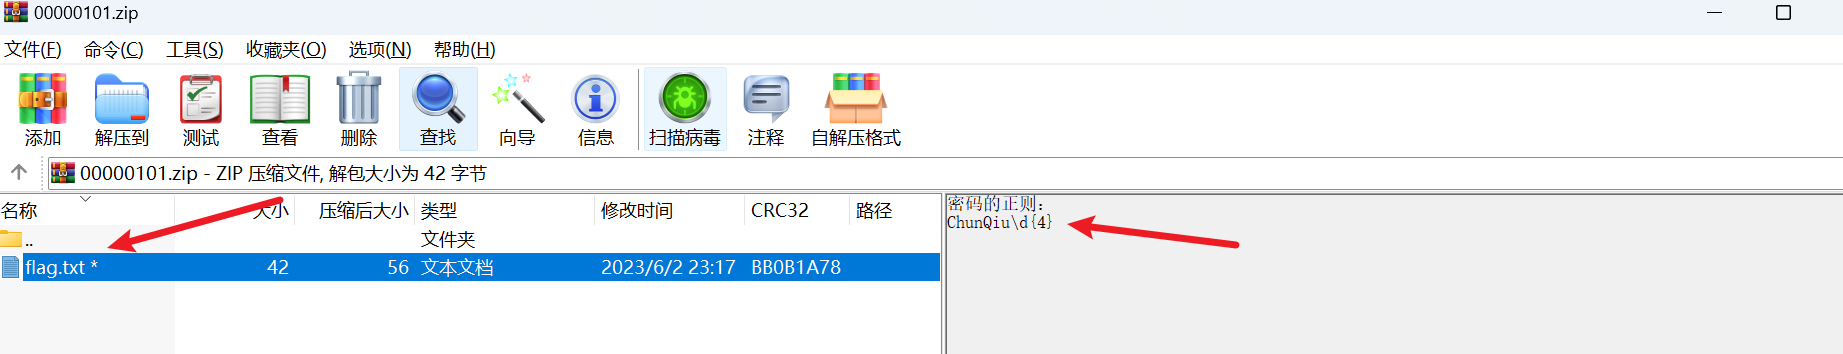 00000101.zip
文件(F) 命令(C) 工具(S) 收藏夹(O) 选项(N) 帮助(H)
添加 解压到 测试 查看 删除 查找 向导 信息 扫描病毒 注释 自解压格式
00000101.zip - ZIP 压缩文件, 解包大小为 42 字节
名称 大小 压缩后大小 类型 修改时间 CRC32 路径
.. 文件夹
flag.txt * 42 56 文本文档 2023/6/2 23:17 BB0B1A78
密码的正则：
ChunQiu\d{4}